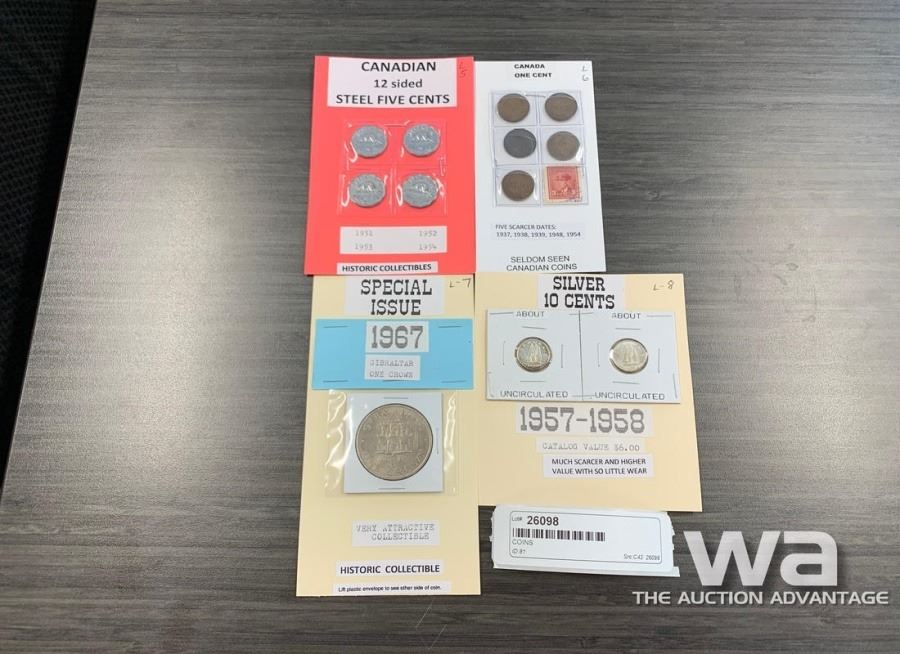 CANADIAN
12 sided
STEEL FIVE CENTS
L-5
1951 1952
1953 1954
HISTORIC COLLECTIBLES
CANADA
ONE CENT
L-6
FIVE SCARCER DATES:
1937, 1938, 1939, 1948, 1954
SELDOM SEEN
CANADIAN COINS
SPECIAL
ISSUE
L-7
1967
GIBRALTAR
ONE CROWN
VERY ATTRACTIVE
COLLECTIBLE
HISTORIC COLLECTIBLE
Lift plastic envelope to see other side of coin.
SILVER
10 CENTS
L-8
ABOUT ABOUT
UNCIRCULATED UNCIRCULATED
1957-1958
CATALOG VALUE $6.00
MUCH SCARCER AND HIGHER
VALUE WITH SO LITTLE WEAR
Lot# 26098
COINS
wa
THE AUCTION ADVANTAGE